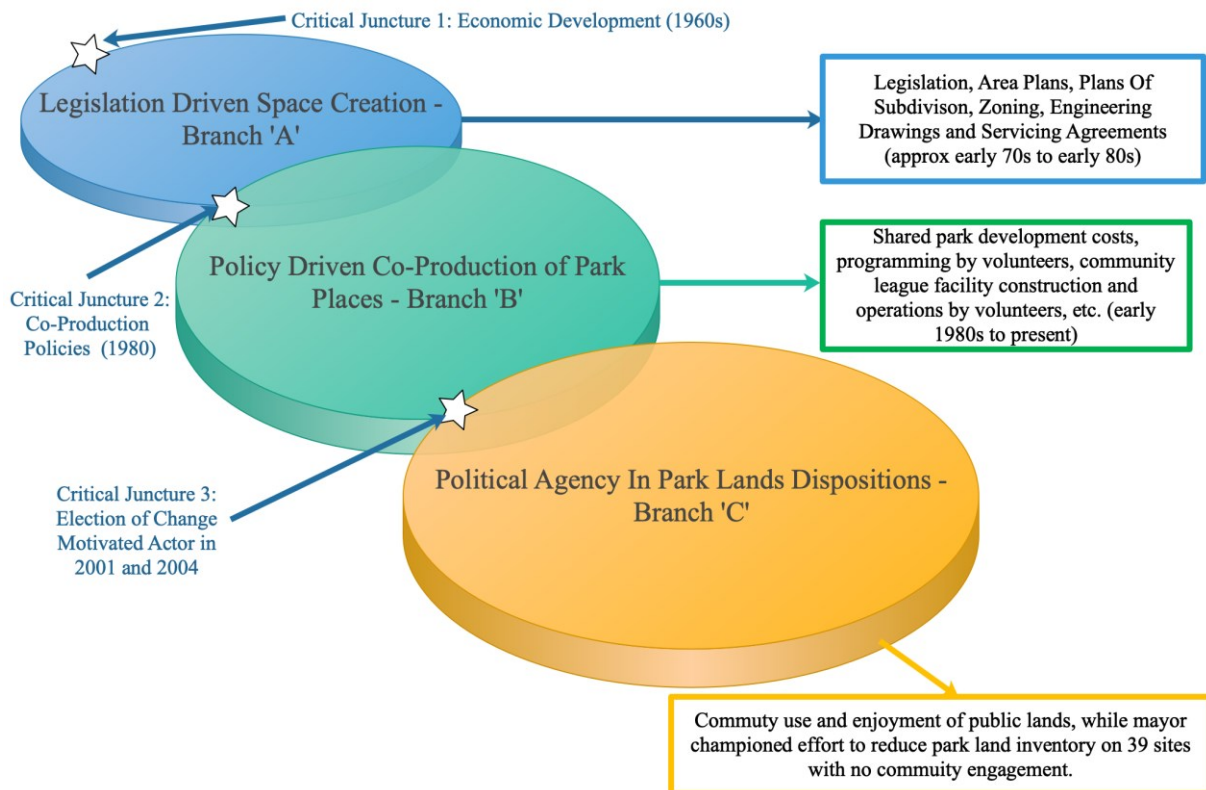 Critical Juncture 1: Economic Development (1960s)
Legislation Driven Space Creation -
Branch 'A'
Legislation, Area Plans, Plans Of
Subdivison, Zoning, Engineering
Drawings and Servicing Agreements
(approx early 70s to early 80s)
Critical Juncture 2:
Co-Production
Policies (1980)
Policy Driven Co-Production of Park
Places - Branch 'B'
Shared park development costs,
programming by volunteers, community
league facility construction and
operations by volunteers, etc. (early
1980s to present)
Critical Juncture 3:
Election of Change
Motivated Actor in
2001 and 2004
Political Agency In Park Lands Dispositions -
Branch 'C'
Commuty use and enjoyment of public lands, while mayor
championed effort to reduce park land inventory on 39 sites
with no commuity engagement.